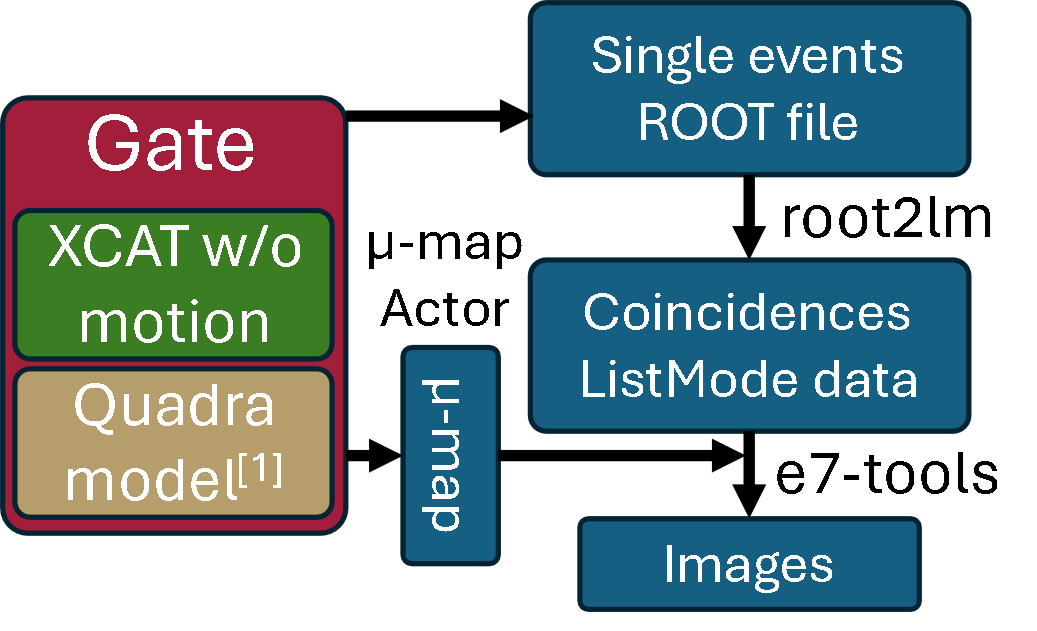 Gate
XCAT w/o
motion
Quadra
model[1]
µ-map
Actor
µ-map
Single events
ROOT file
root2lm
Coincidences
ListMode data
e7-tools
Images